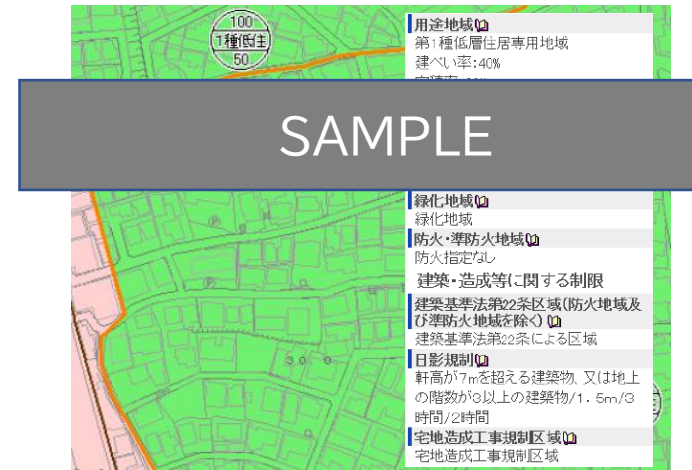 100
1種低住
50
用途地域
第1種低層住居専用地域
建ぺい率:40%
SAMPLE
緑化地域
緑化地域
防火・準防火地域
防火指定なし
建築・造成等に関する制限
建築基準法第22条区域(防火地域及
び準防火地域を除く)
建築基準法第22条による区域
日影規制
軒高が7mを超える建築物、又は地上
の階数が3以上の建築物/1.5m/3
時間/2時間
宅地造成工事規制区域
宅地造成工事規制区域